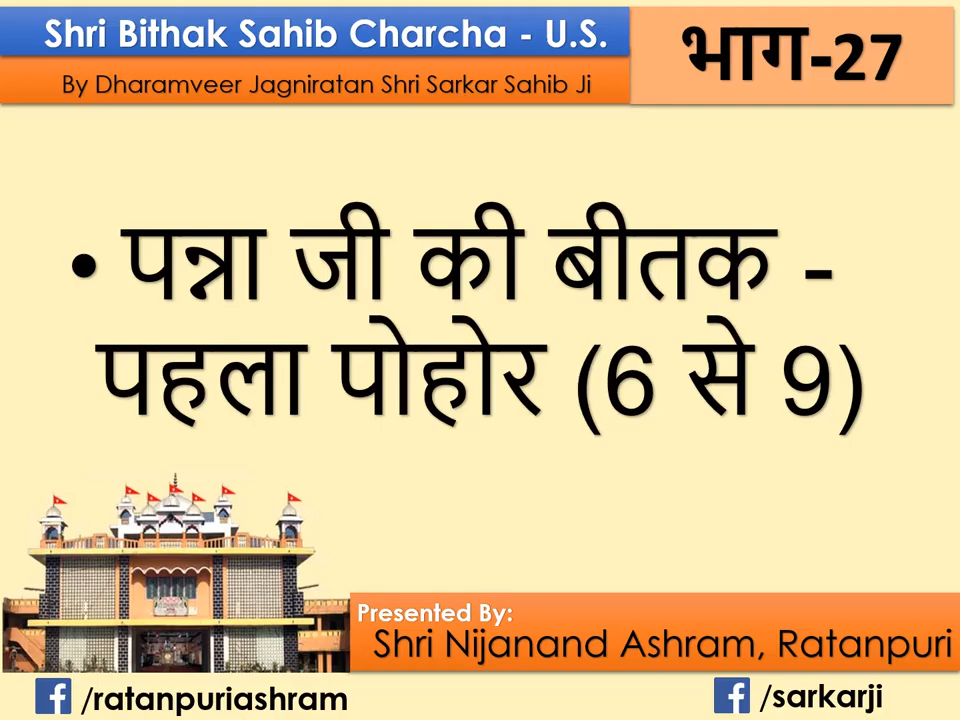 Shri Bithak Sahib Charcha - U.S.
By Dharamveer Jagniratan Shri Sarkar Sahib Ji
भाग-27
• पन्ना जी की बीतक -
पहला पोहोर (6 से 9)
Presented By:
Shri Nijanand Ashram, Ratanpuri
/ratanpuriashram
/sarkarji